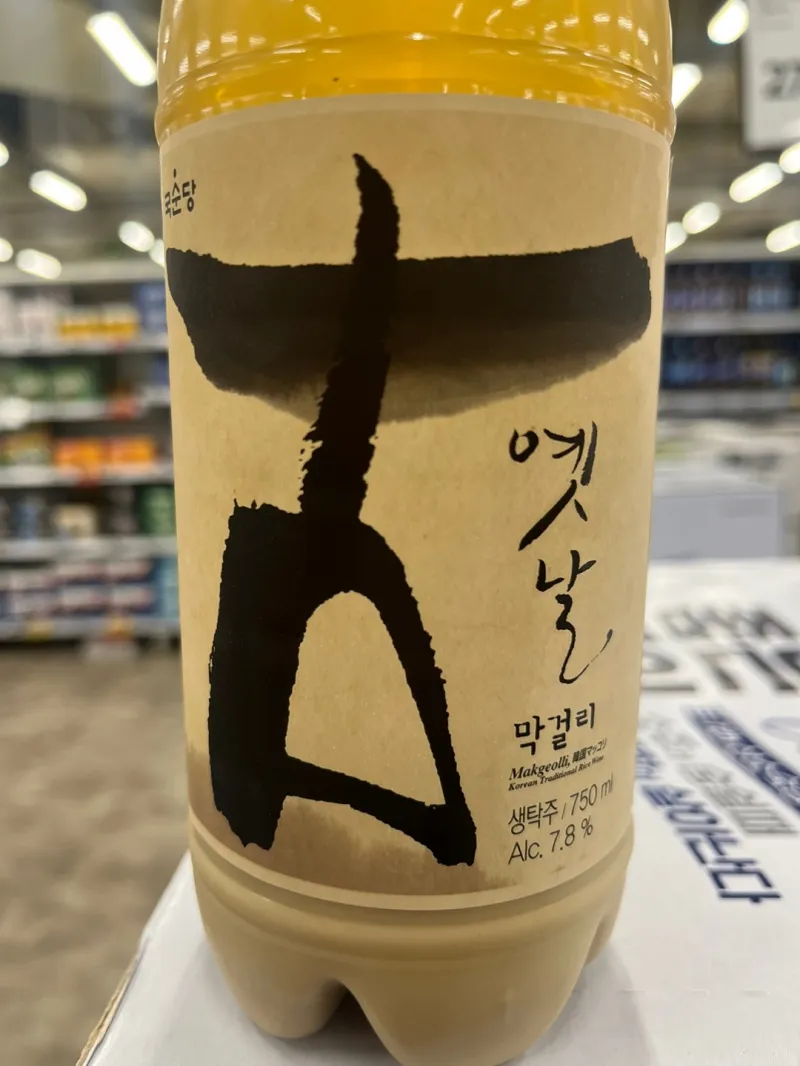 국순당
古
옛날
막걸리
Makgeolli, 韓国マッコリ
Korean Traditional Rice Wine
생탁주 / 750 ml
Alc. 7.8 %